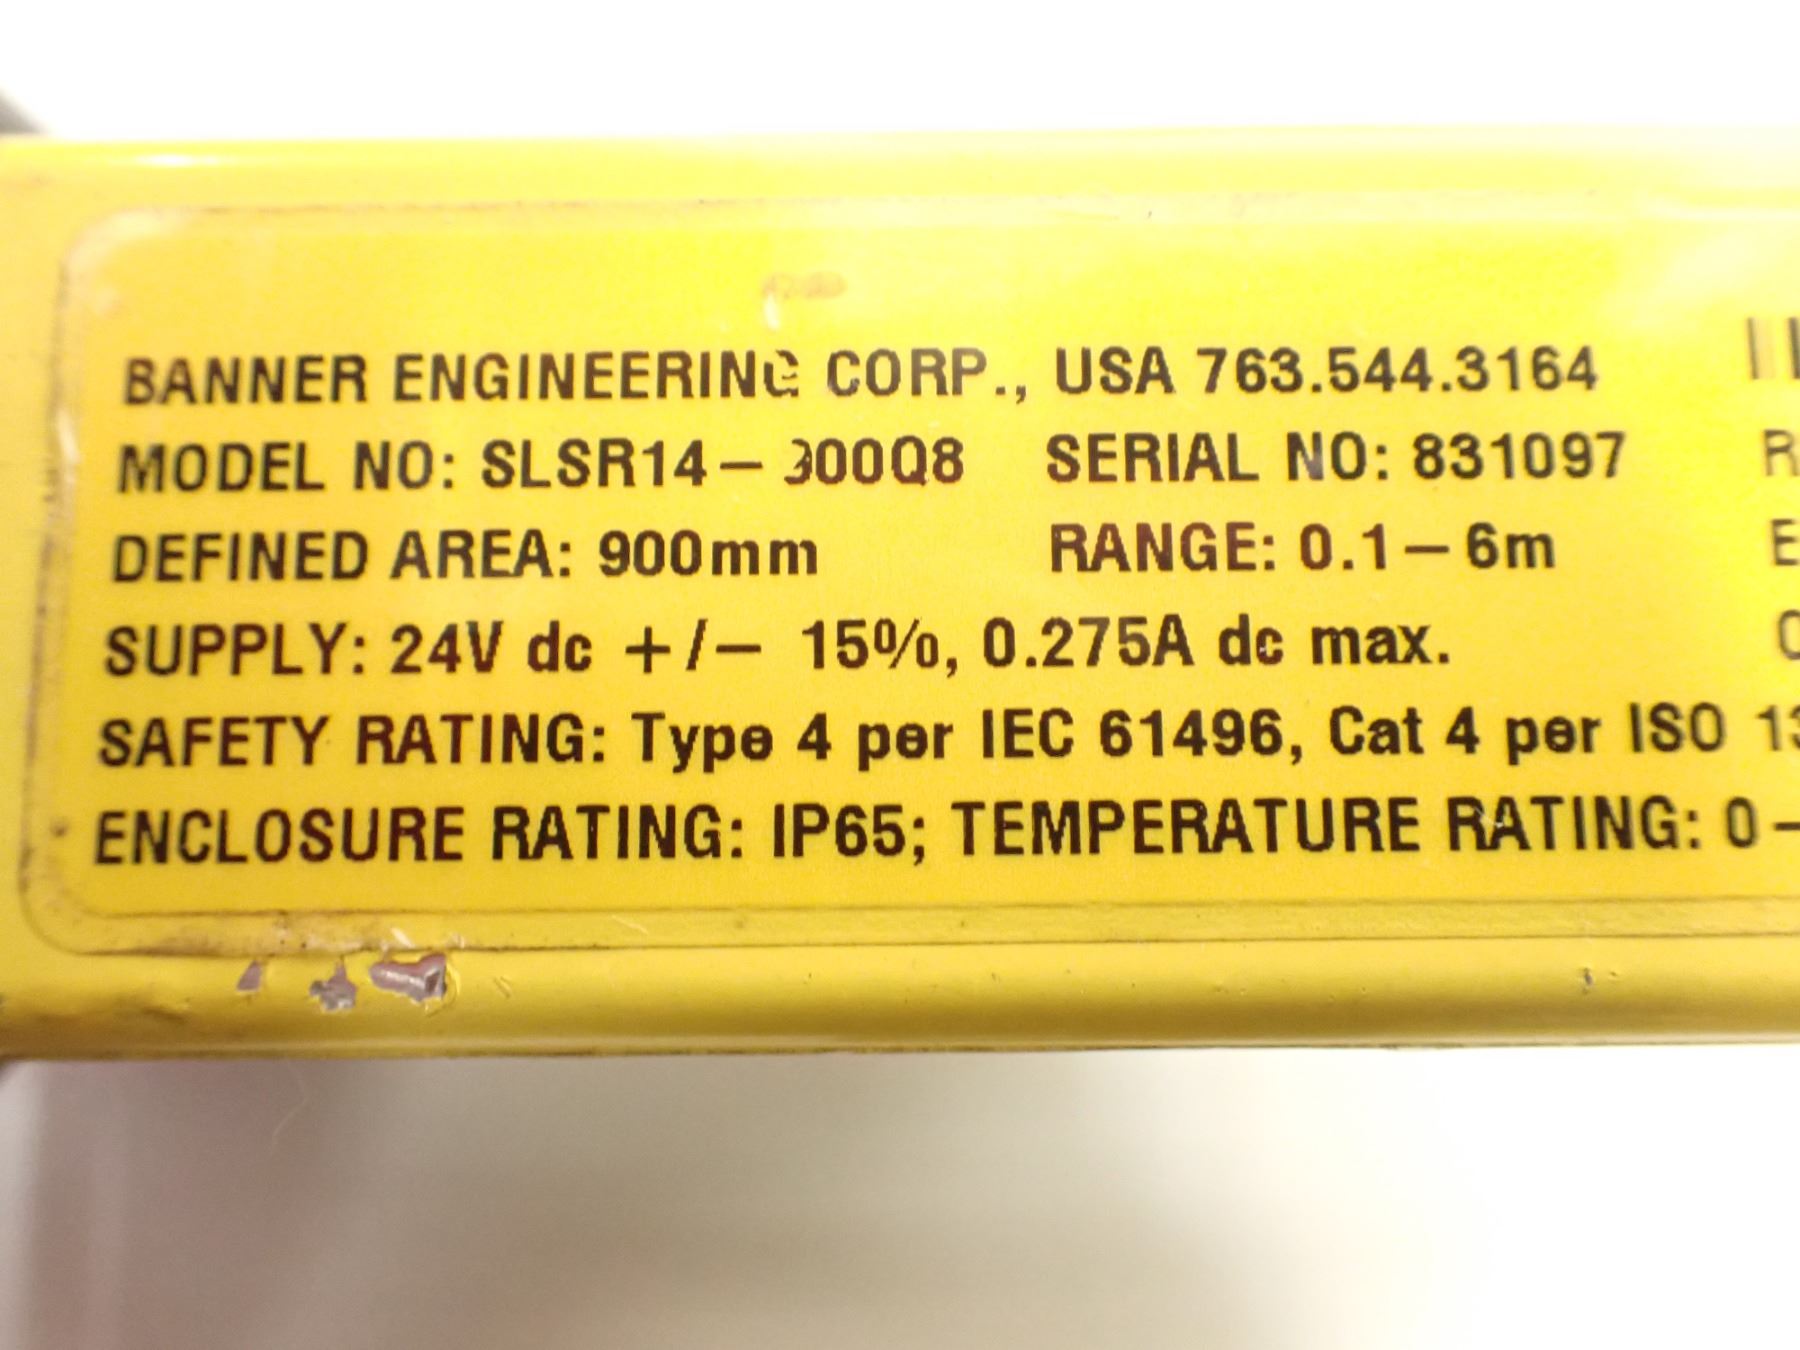 BANNER ENGINEERING CORP., USA 763.544.3164
MODEL NO: SLSR14-900Q8 SERIAL NO: 831097
DEFINED AREA: 900mm RANGE: 0.1-6m
SUPPLY: 24V dc +/- 15%, 0.275A dc max.
SAFETY RATING: Type 4 per IEC 61496, Cat 4 per ISO 13
ENCLOSURE RATING: IP65; TEMPERATURE RATING: 0-